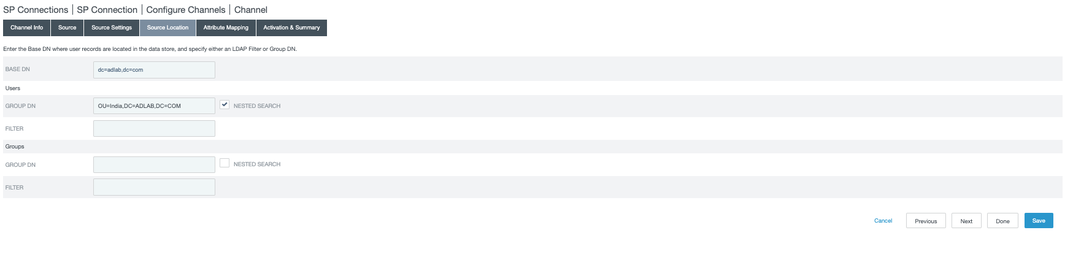 SP Connections | SP Connection | Configure Channels | Channel
Channel Info Source Source Settings Source Location Attribute Mapping Activation & Summary
Enter the Base DN where user records are located in the data store, and specify either an LDAP Filter or Group DN.
BASE DN dc=adlab,dc=com
Users
GROUP DN OU=India,DC=ADLAB,DC=COM NESTED SEARCH
FILTER
Groups
GROUP DN NESTED SEARCH
FILTER
Cancel Previous Next Done Save